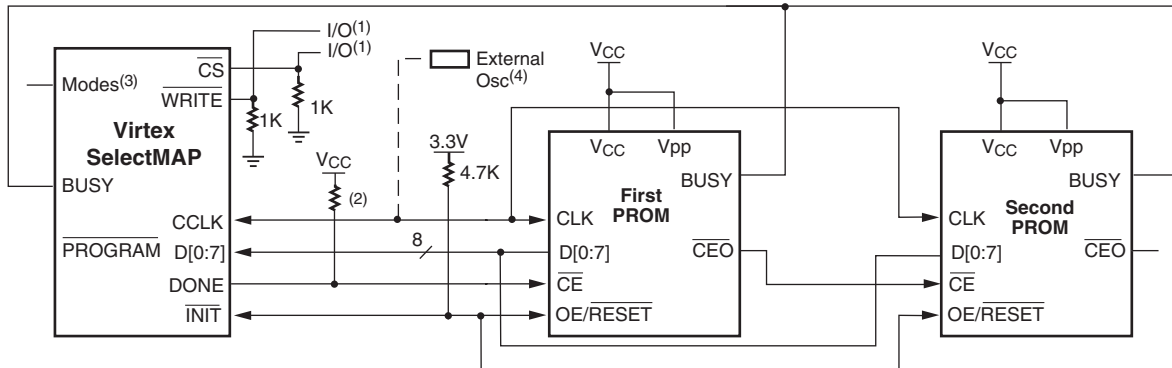 I/O(1)
I/O(1)
External
Osc(4)
VCC
VCC
Modes(3)
CS
WRITE
1K
1K
Virtex
SelectMAP
VCC
(2)
3.3V
4.7K
VCC
Vpp
VCC
Vpp
BUSY
BUSY
BUSY
First
PROM
Second
PROM
CCLK
CLK
CLK
PROGRAM
D[0:7]
8
D[0:7]
CEO
D[0:7]
CEO
DONE
CE
CE
INIT
OE/RESET
OE/RESET